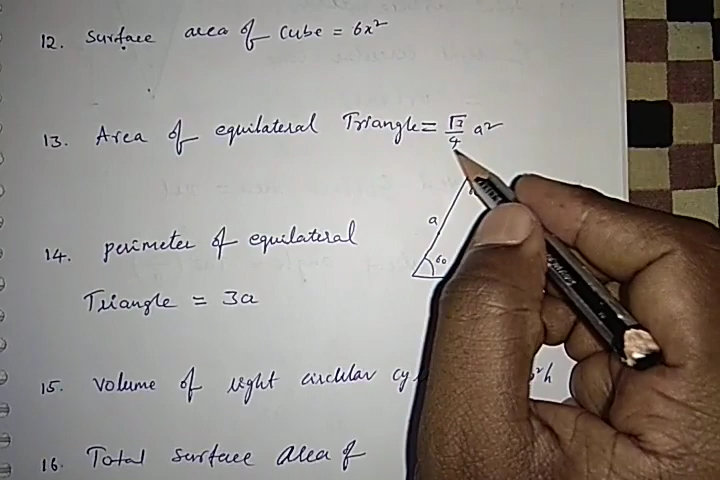 12. Surface area of Cube = 6x²
13. Area of equilateral Triangle = √3/4 a²
a
60
14. perimeter of equilateral
Triangle = 3a
15. Volume of right circular cy
²h
16. Total surface area of